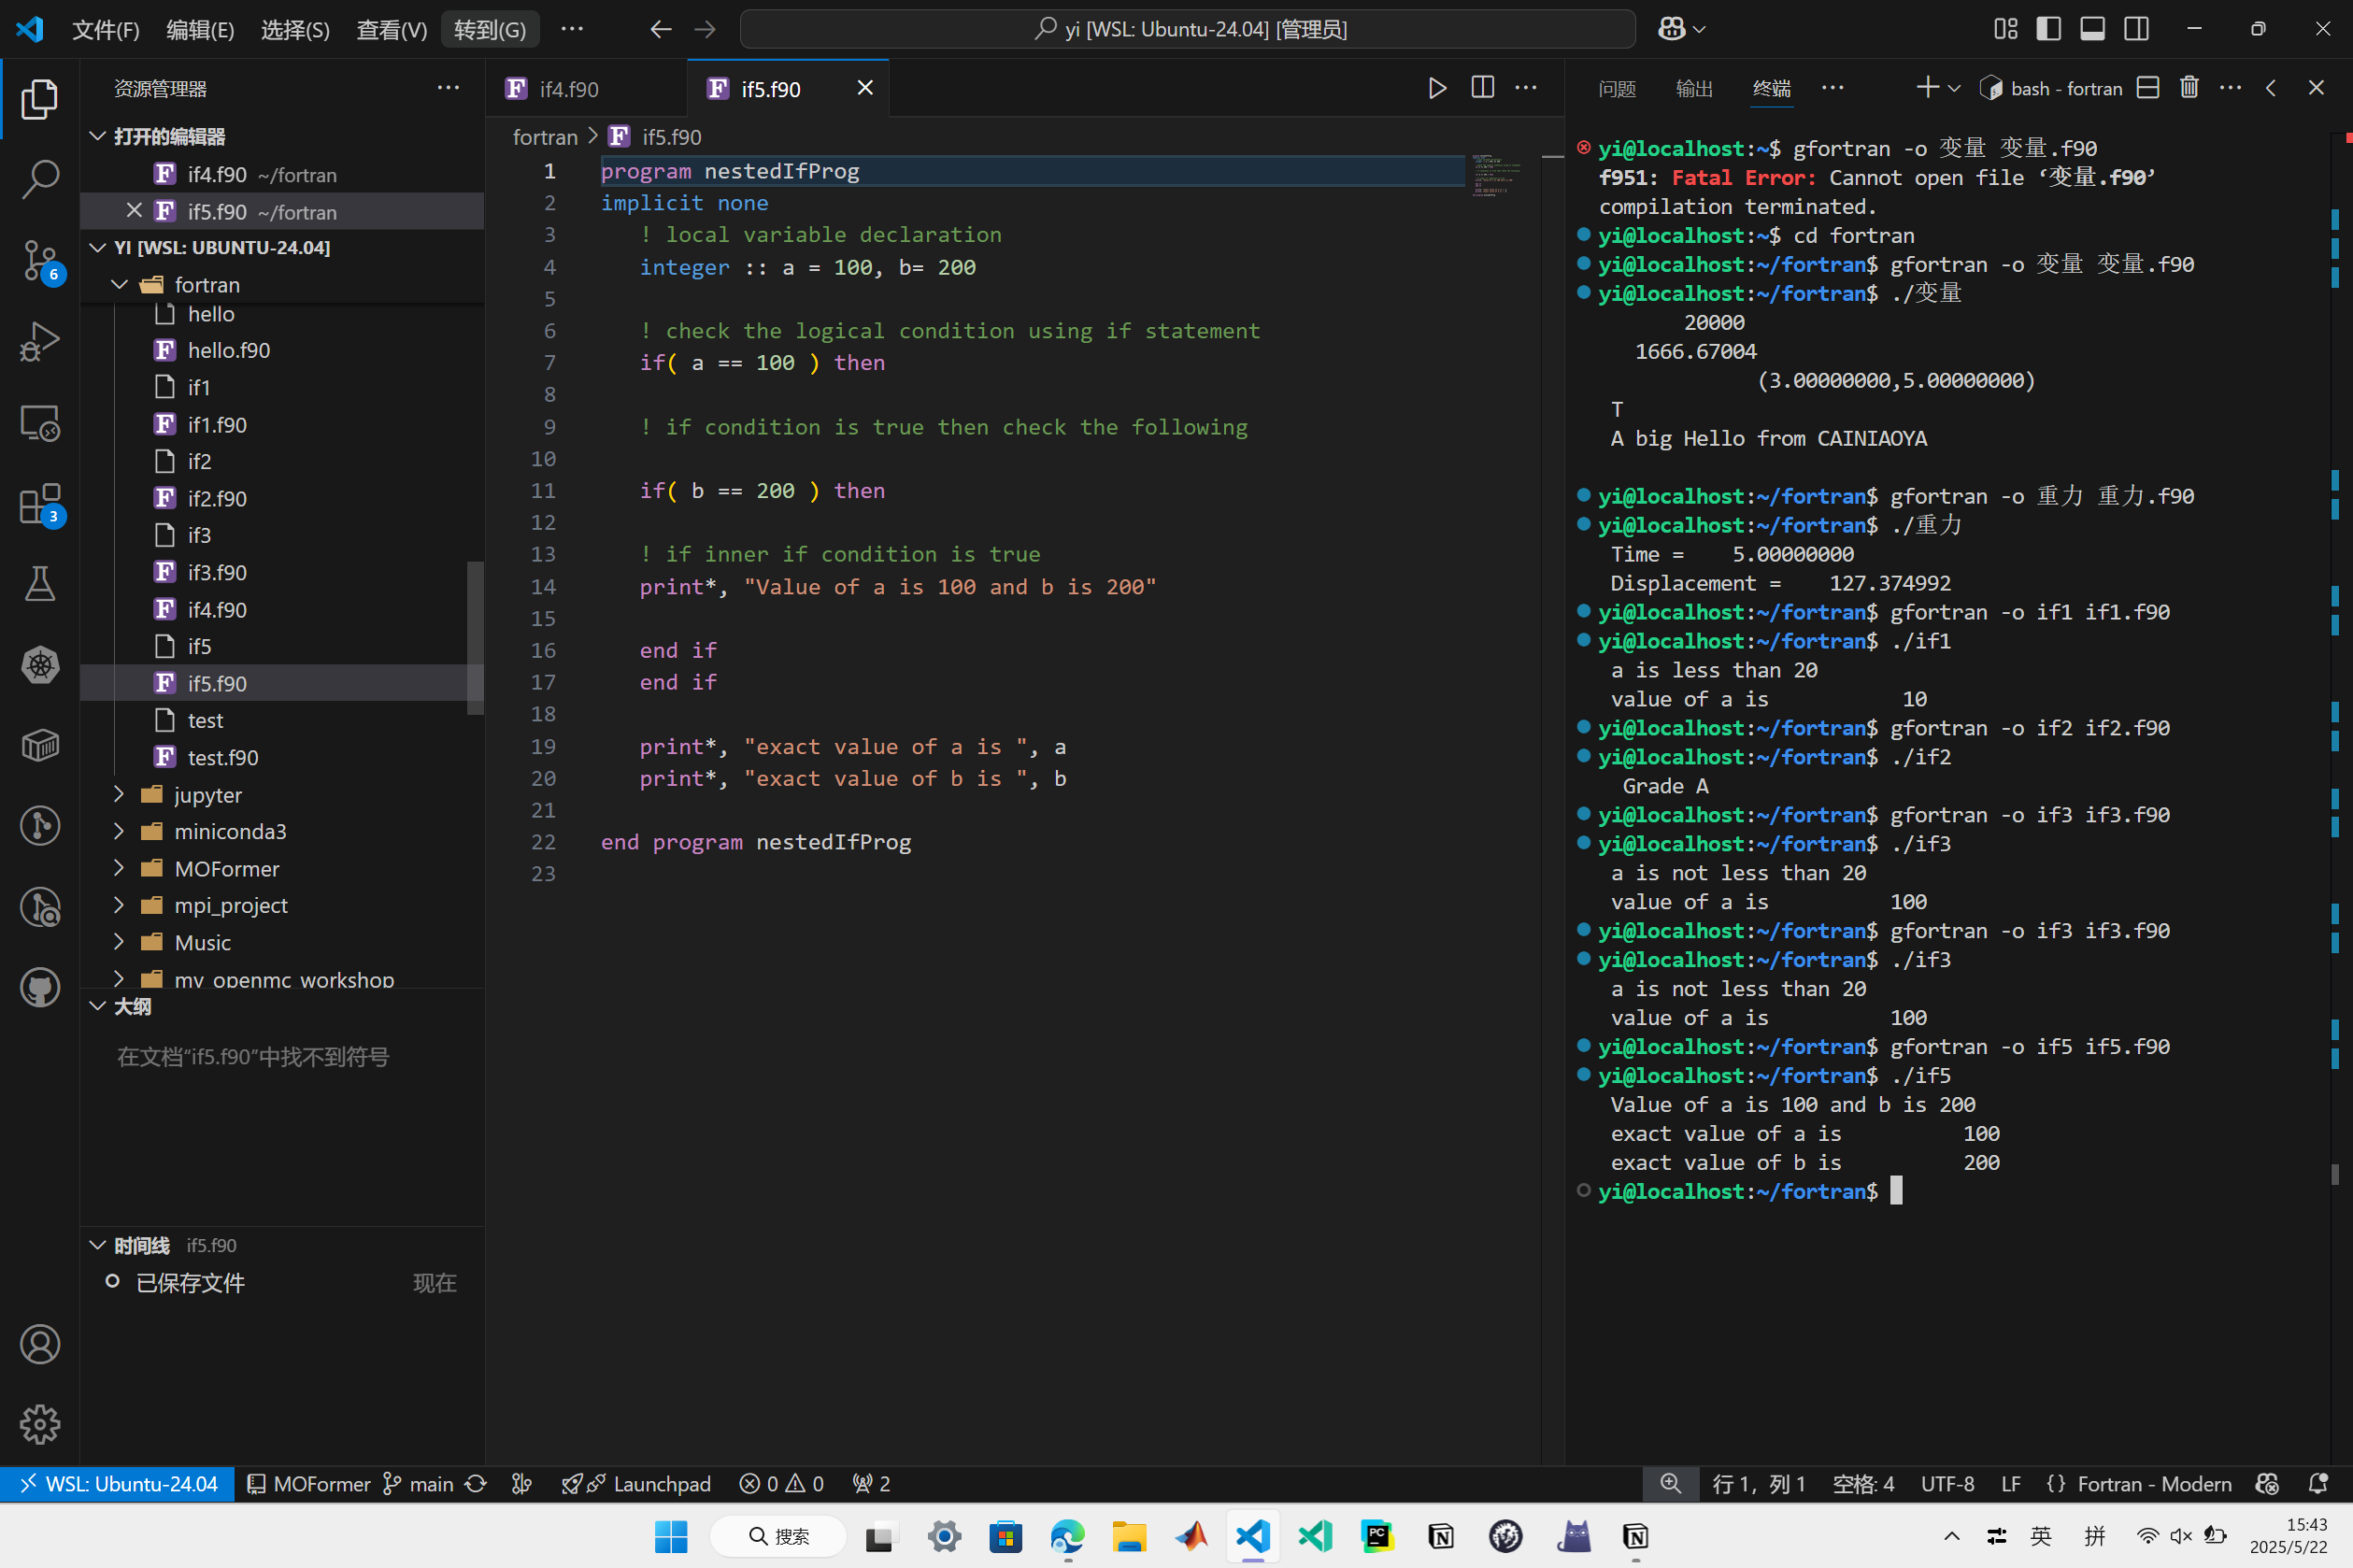 文件(F) 编辑(E) 选择(S) 查看(V) 转到(G) ··· yi [WSL: Ubuntu-24.04] [管理员]
资源管理器
打开的编辑器
if4.f90 ~/fortran
if5.f90 ~/fortran
YI [WSL: UBUNTU-24.04]
fortran
hello
hello.f90
if1
if1.f90
if2
if2.f90
if3
if3.f90
if4.f90
if5
if5.f90
test
test.f90
jupyter
miniconda3
MOFormer
mpi_project
Music
my_openmc_workshop
大纲
在文档“if5.f90”中找不到符号
时间线 if5.f90
已保存文件 现在
6
3
if4.f90 if5.f90
fortran > if5.f90
1 program nestedIfProg
2 implicit none
3 ! local variable declaration
4 integer :: a = 100, b= 200
5
6 ! check the logical condition using if statement
7 if( a == 100 ) then
8
9 ! if condition is true then check the following
10
11 if( b == 200 ) then
12
13 ! if inner if condition is true
14 print*, "Value of a is 100 and b is 200"
15
16 end if
17 end if
18
19 print*, "exact value of a is ", a
20 print*, "exact value of b is ", b
21
22 end program nestedIfProg
23
问题 输出 终端 ··· bash - fortran
yi@localhost:~$ gfortran -o 变量 变量.f90
f951: Fatal Error: Cannot open file ‘变量.f90’
compilation terminated.
yi@localhost:~$ cd fortran
yi@localhost:~/fortran$ gfortran -o 变量 变量.f90
yi@localhost:~/fortran$ ./变量
20000
1666.67004
(3.00000000,5.00000000)
T
A big Hello from CAINIAOYA
yi@localhost:~/fortran$ gfortran -o 重力 重力.f90
yi@localhost:~/fortran$ ./重力
Time = 5.00000000
Displacement = 127.374992
yi@localhost:~/fortran$ gfortran -o if1 if1.f90
yi@localhost:~/fortran$ ./if1
a is less than 20
value of a is 10
yi@localhost:~/fortran$ gfortran -o if2 if2.f90
yi@localhost:~/fortran$ ./if2
Grade A
yi@localhost:~/fortran$ gfortran -o if3 if3.f90
yi@localhost:~/fortran$ ./if3
a is not less than 20
value of a is 100
yi@localhost:~/fortran$ gfortran -o if3 if3.f90
yi@localhost:~/fortran$ ./if3
a is not less than 20
value of a is 100
yi@localhost:~/fortran$ gfortran -o if5 if5.f90
yi@localhost:~/fortran$ ./if5
Value of a is 100 and b is 200
exact value of a is 100
exact value of b is 200
yi@localhost:~/fortran$
WSL: Ubuntu-24.04 MOFormer main Launchpad 0 0 2 行 1，列 1 空格: 4 UTF-8 LF {} Fortran - Modern
搜索 PC 英 拼 15:43
2025/5/22